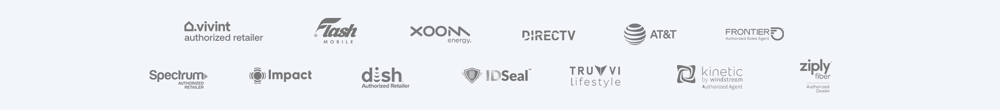 vivint
authorized retailer
Flash
MOBILE
XOOM
energy
DIRECTV
AT&T
FRONTIER
Authorized Sales Agent
Spectrum
AUTHORIZED
RETAILER
Impact
dish
Authorized Retailer
IDSeal
TRUVVI
lifestyle
kinetic
by windstream
Authorized Agent
ziply
fiber
Authorized
Dealer